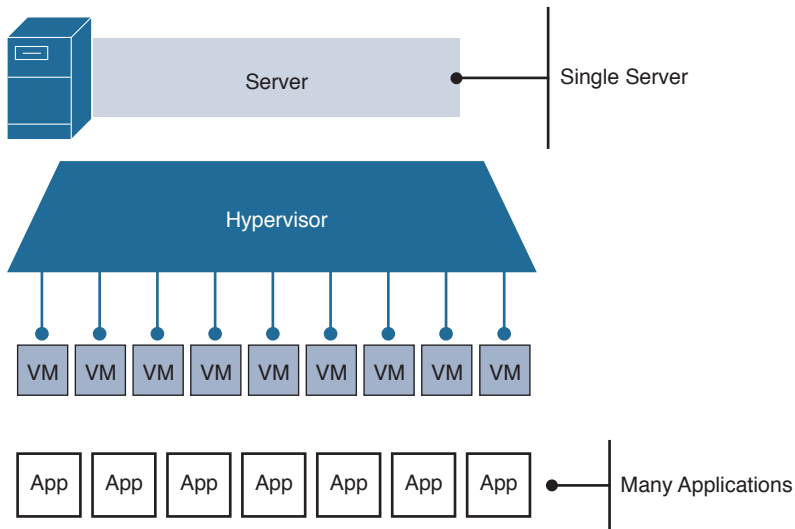 Server
Single Server
Hypervisor
VM VM VM VM VM VM VM VM VM
App App App App App App App
Many Applications